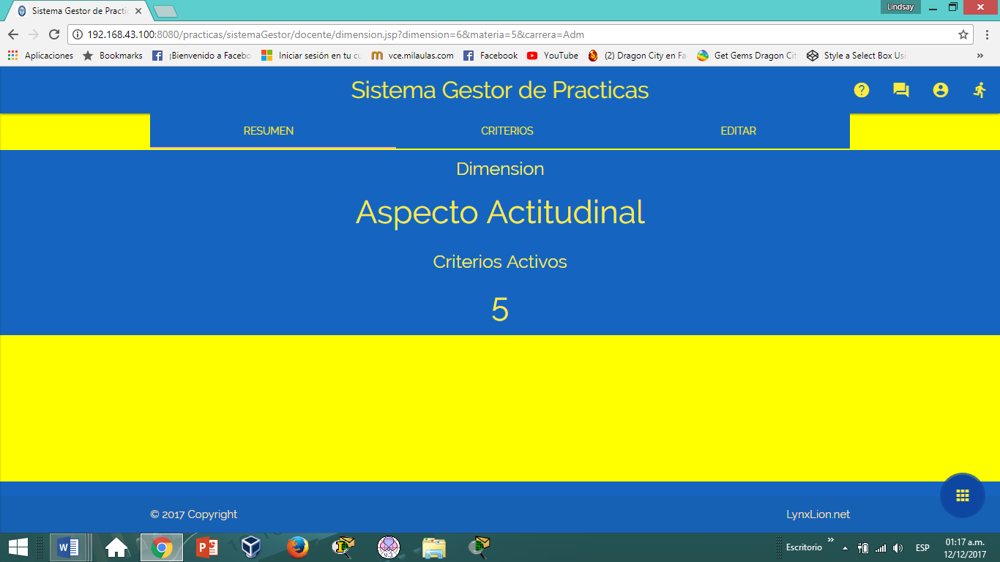 Lindsay
Sistema Gestor de Practic
192.168.43.100:8080/practicas/sistemaGestor/docente/dimension.jsp?dimension=6&materia=5&carrera=Adm
Aplicaciones Bookmarks ¡Bienvenido a Facebo Iniciar sesión en tu cu vce.milaulas.com Facebook YouTube (2) Dragon City en Fa Get Gems Dragon Cit Style a Select Box Usi »
Sistema Gestor de Practicas
RESUMEN CRITERIOS EDITAR
Dimension
Aspecto Actitudinal
Criterios Activos
5
© 2017 Copyright LynxLion.net
Escritorio » ESP 01:17 a.m.
12/12/2017